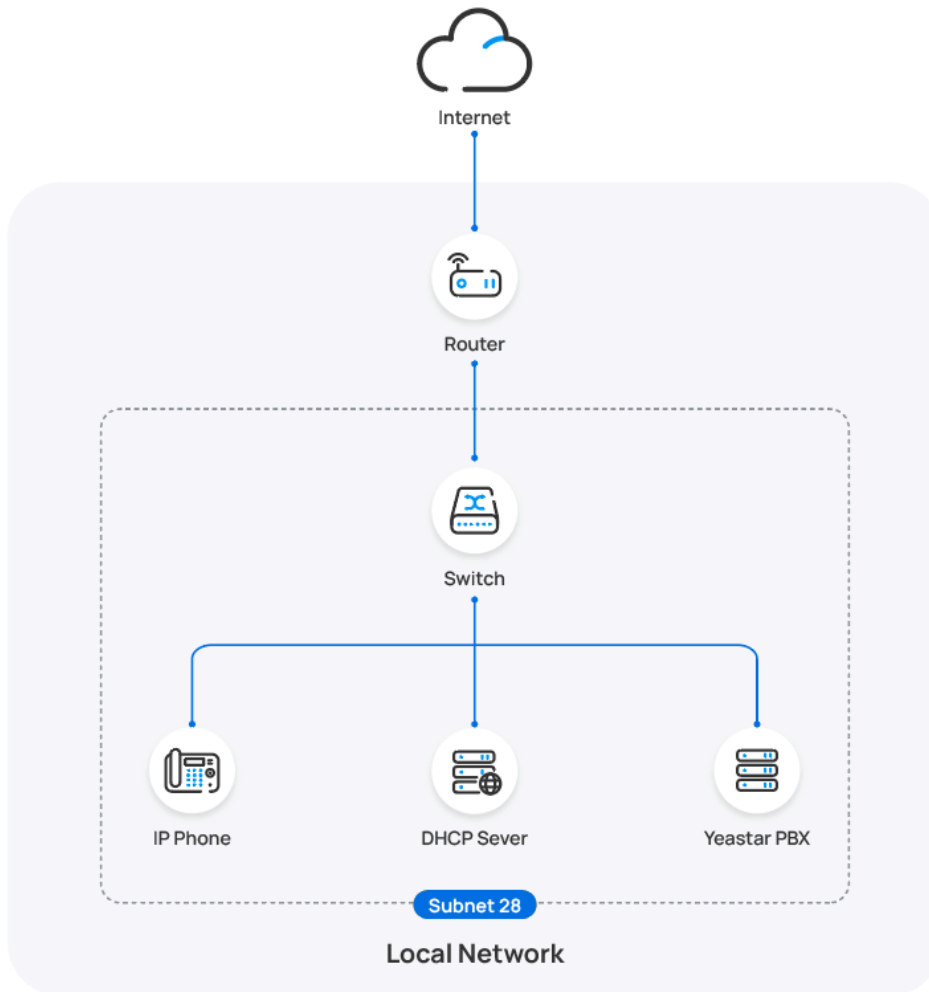 Internet
Router
Switch
IP Phone
DHCP Sever
Yeastar PBX
Subnet 28
Local Network